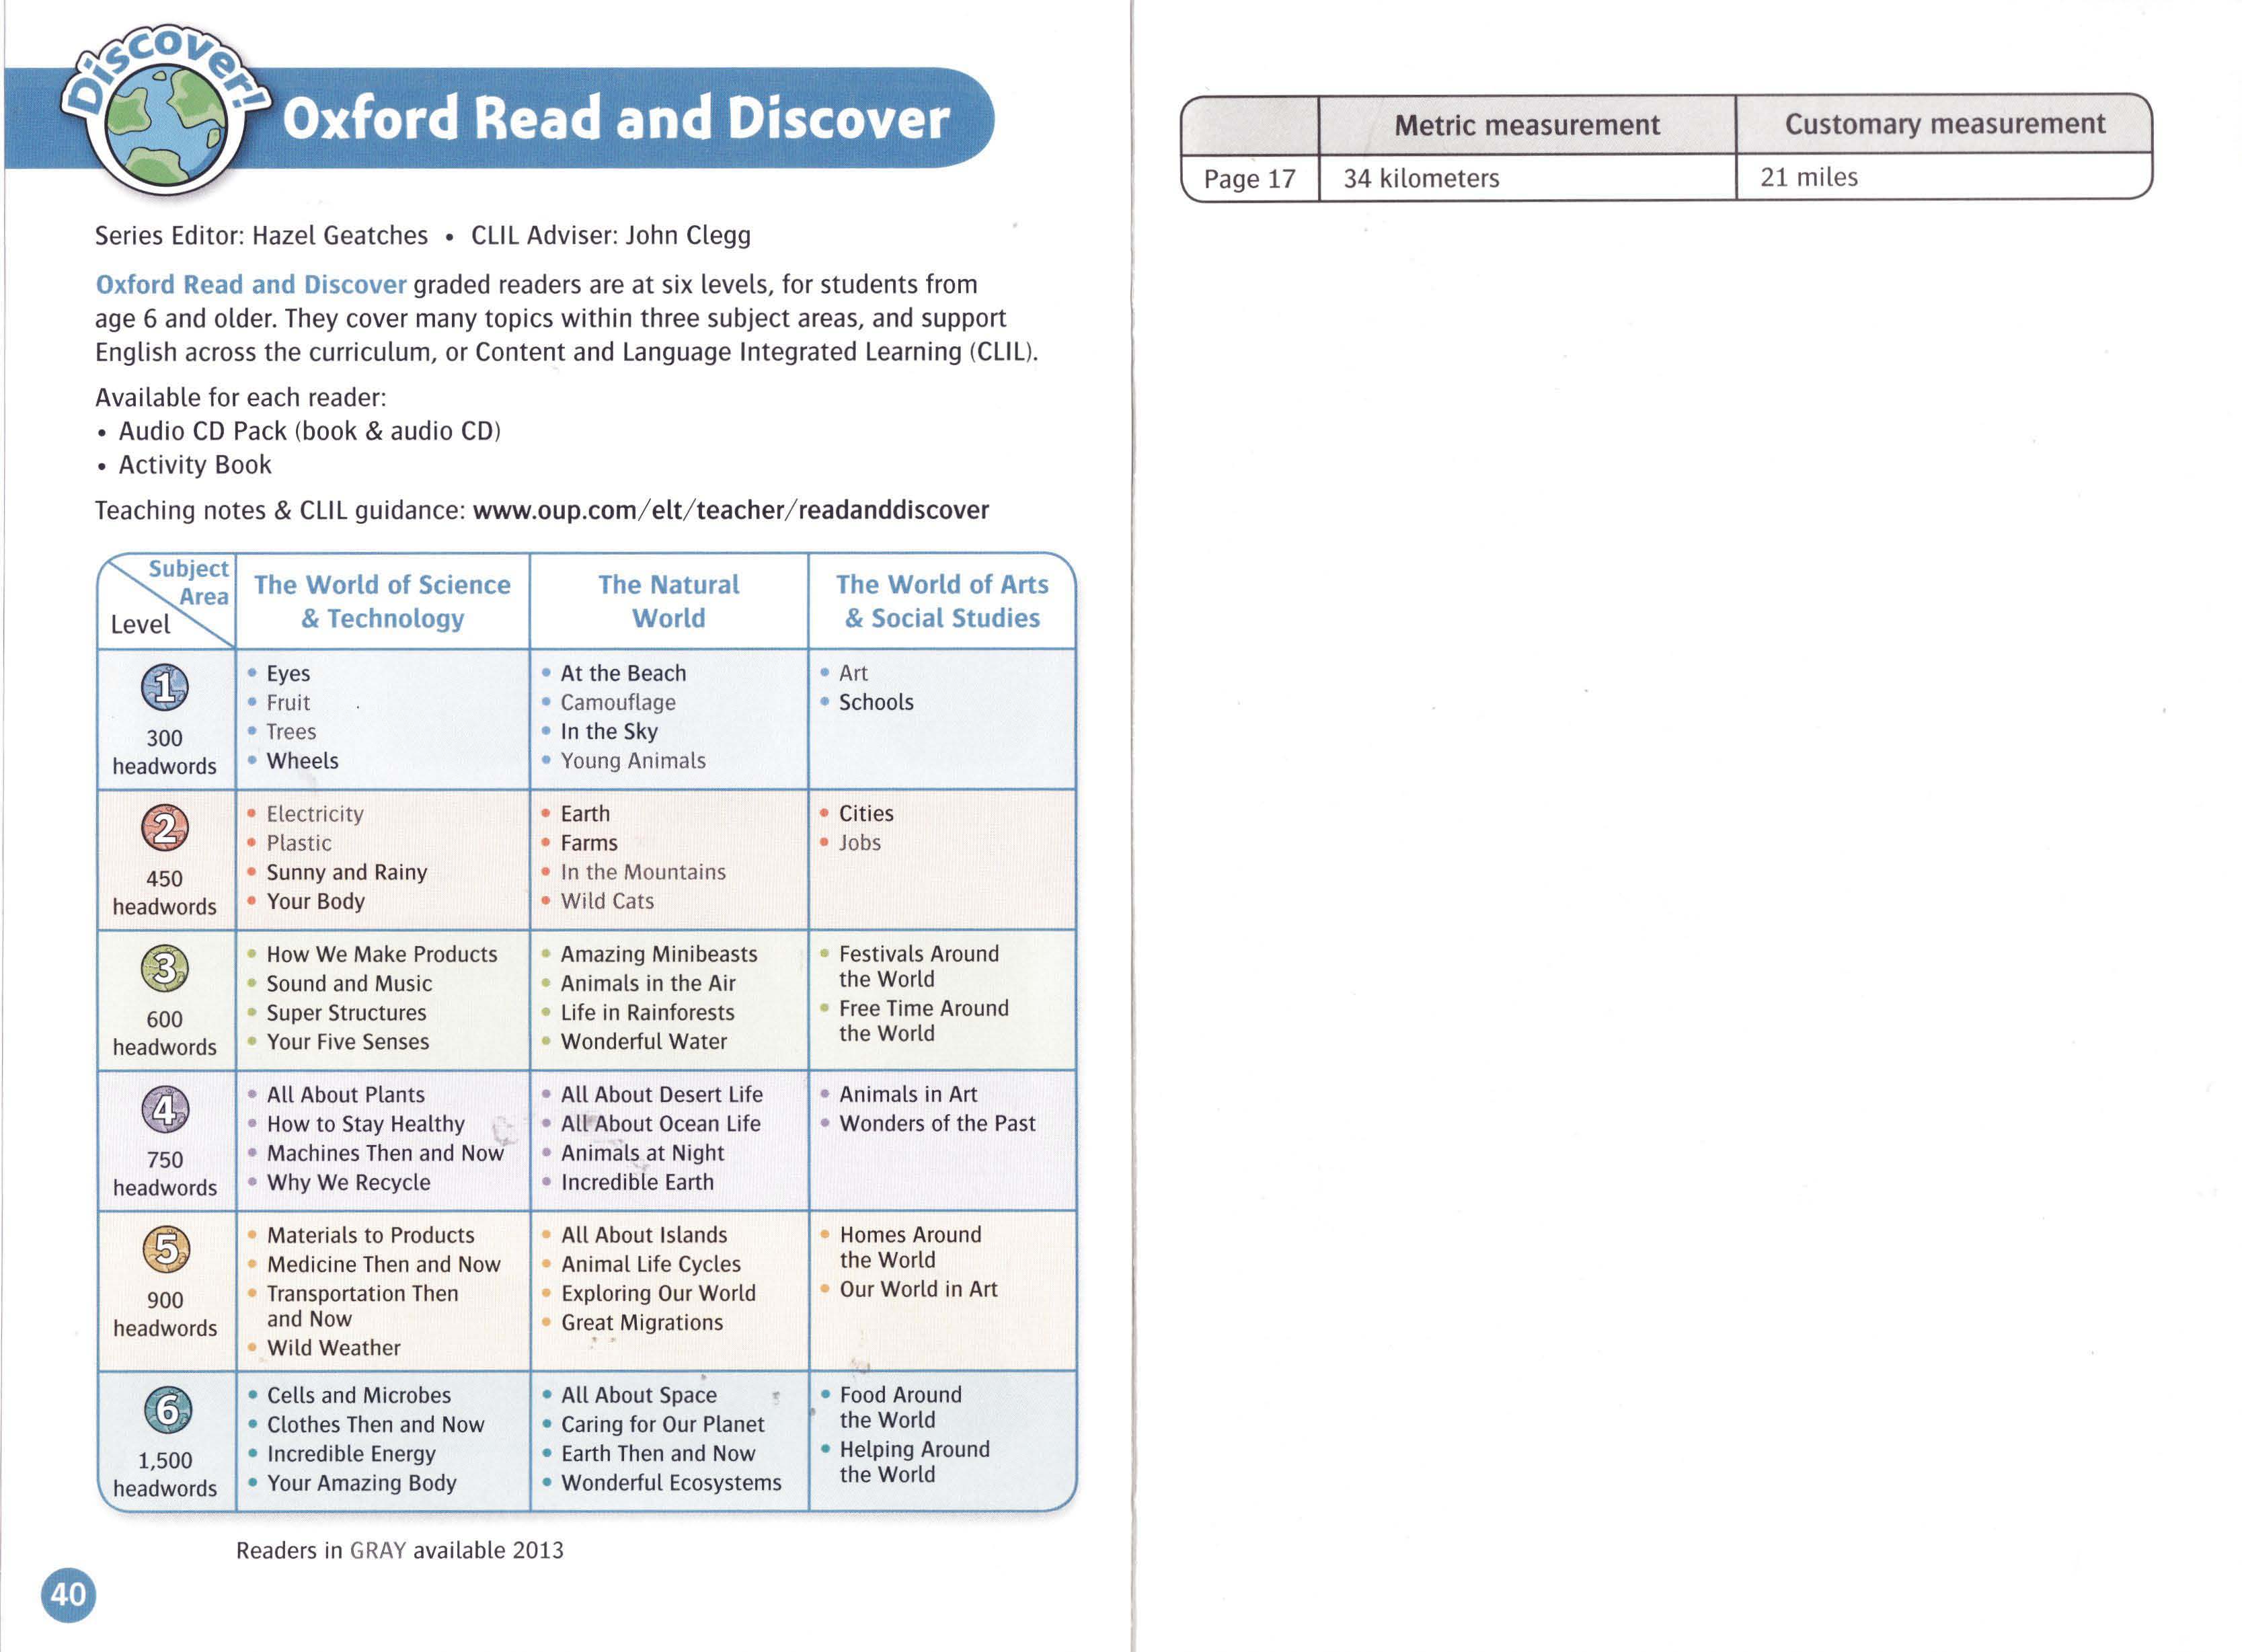 Discover!
Oxford Read and Discover
Series Editor: Hazel Geatches • CLIL Adviser: John Clegg
Oxford Read and Discover graded readers are at six levels, for students from
age 6 and older. They cover many topics within three subject areas, and support
English across the curriculum, or Content and Language Integrated Learning (CLIL).
Available for each reader:
• Audio CD Pack (book & audio CD)
• Activity Book
Teaching notes & CLIL guidance: www.oup.com/elt/teacher/readanddiscover
Subject
Area
Level
The World of Science
& Technology
The Natural
World
The World of Arts
& Social Studies
1
300
headwords
• Eyes
• Fruit
• Trees
• Wheels
• At the Beach
• Camouflage
• In the Sky
• Young Animals
• Art
• Schools
2
450
headwords
• Electricity
• Plastic
• Sunny and Rainy
• Your Body
• Earth
• Farms
• In the Mountains
• Wild Cats
• Cities
• Jobs
3
600
headwords
• How We Make Products
• Sound and Music
• Super Structures
• Your Five Senses
• Amazing Minibeasts
• Animals in the Air
• Life in Rainforests
• Wonderful Water
• Festivals Around
the World
• Free Time Around
the World
4
750
headwords
• All About Plants
• How to Stay Healthy
• Machines Then and Now
• Why We Recycle
• All About Desert Life
• All About Ocean Life
• Animals at Night
• Incredible Earth
• Animals in Art
• Wonders of the Past
5
900
headwords
• Materials to Products
• Medicine Then and Now
• Transportation Then
and Now
• Wild Weather
• All About Islands
• Animal Life Cycles
• Exploring Our World
• Great Migrations
• Homes Around
the World
• Our World in Art
6
1,500
headwords
• Cells and Microbes
• Clothes Then and Now
• Incredible Energy
• Your Amazing Body
• All About Space
• Caring for Our Planet
• Earth Then and Now
• Wonderful Ecosystems
• Food Around
the World
• Helping Around
the World
Readers in GRAY available 2013
40
Metric measurement
Customary measurement
Page 17
34 kilometers
21 miles